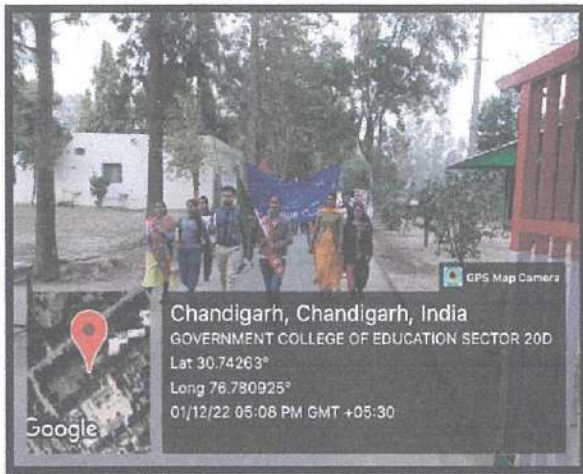 GPS Map Camera
Chandigarh, Chandigarh, India
GOVERNMENT COLLEGE OF EDUCATION SECTOR 20D
Lat 30.74263°
Long 76.780925°
01/12/22 05:08 PM GMT +05:30
Google